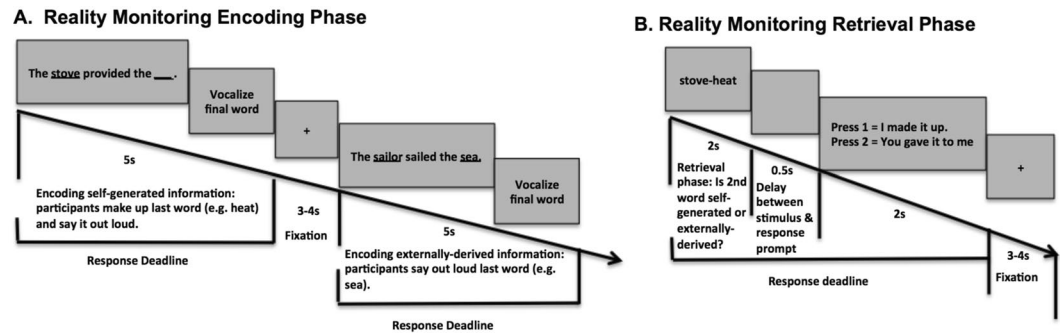 A. Reality Monitoring Encoding Phase
The stove provided the ___.
Vocalize
final word
+
The sailor sailed the sea.
Vocalize
final word
5s
Encoding self-generated information:
participants make up last word (e.g. heat)
and say it out loud.
Response Deadline
3-4s
Fixation
5s
Encoding externally-derived information:
participants say out loud last word (e.g.
sea).
Response Deadline
B. Reality Monitoring Retrieval Phase
stove-heat
Press 1 = I made it up.
Press 2 = You gave it to me
+
2s
Retrieval
phase: Is 2nd
word self-
generated or
externally-
derived?
0.5s
Delay
between
stimulus &
response
prompt
2s
Response deadline
3-4s
Fixation